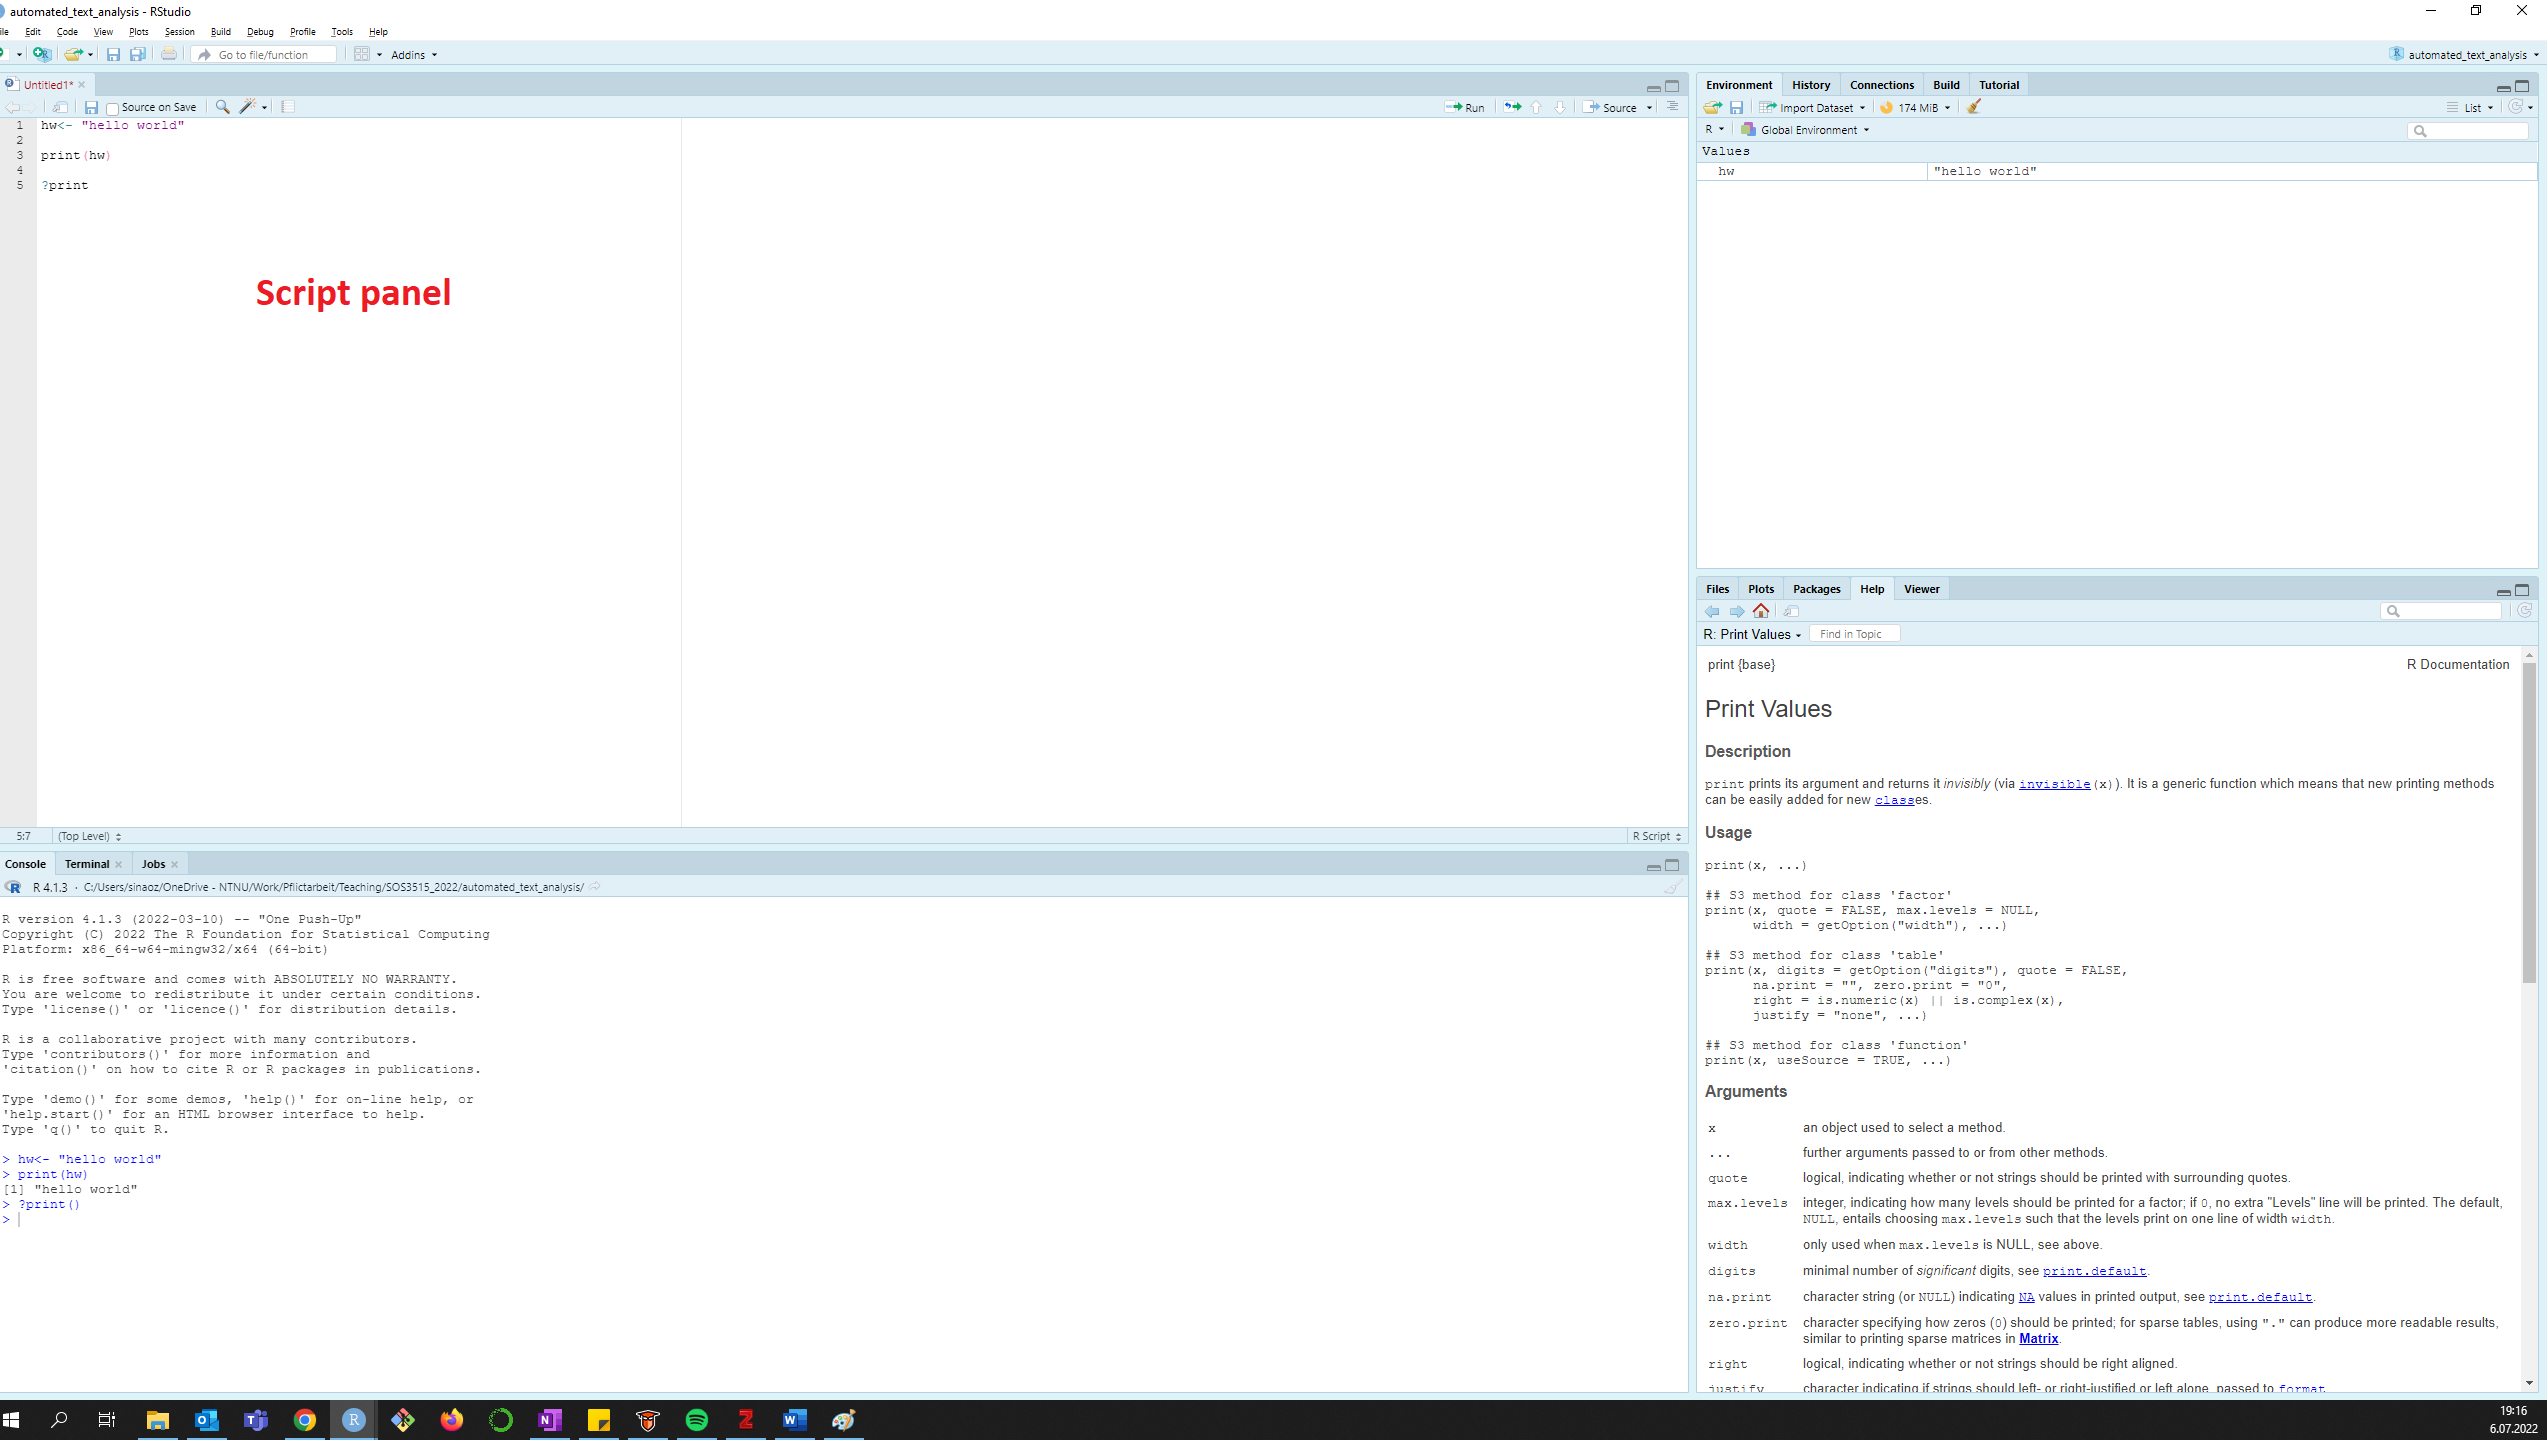 automated_text_analysis - RStudio
Edit Code View Plots Session Build Debug Profile Tools Help
Go to file/function Addins automated_text_analysis
Untitled1*
Source on Save Run Source
1 hw<- "hello world"
2
3 print(hw)
4
5 ?print
Script panel
5:7 (Top Level) R Script
Console Terminal Jobs
R 4.1.3 · C:/Users/sinaoz/OneDrive - NTNU/Work/Pflictarbeit/Teaching/SOS3515_2022/automated_text_analysis/
R version 4.1.3 (2022-03-10) -- "One Push-Up"
Copyright (C) 2022 The R Foundation for Statistical Computing
Platform: x86_64-w64-mingw32/x64 (64-bit)
R is free software and comes with ABSOLUTELY NO WARRANTY.
You are welcome to redistribute it under certain conditions.
Type 'license()' or 'licence()' for distribution details.
R is a collaborative project with many contributors.
Type 'contributors()' for more information and
'citation()' on how to cite R or R packages in publications.
Type 'demo()' for some demos, 'help()' for on-line help, or
'help.start()' for an HTML browser interface to help.
Type 'q()' to quit R.
> hw<- "hello world"
> print(hw)
[1] "hello world"
> ?print()
>
Environment History Connections Build Tutorial
Import Dataset 174 MiB List
R Global Environment
Values
hw "hello world"
Files Plots Packages Help Viewer
R: Print Values Find in Topic
print {base} R Documentation
Print Values
Description
print prints its argument and returns it invisibly (via invisible(x)). It is a generic function which means that new printing methods
can be easily added for new classes.
Usage
print(x, ...)
## S3 method for class 'factor'
print(x, quote = FALSE, max.levels = NULL,
width = getOption("width"), ...)
## S3 method for class 'table'
print(x, digits = getOption("digits"), quote = FALSE,
na.print = "", zero.print = "0",
right = is.numeric(x) || is.complex(x),
justify = "none", ...)
## S3 method for class 'function'
print(x, useSource = TRUE, ...)
Arguments
x an object used to select a method.
... further arguments passed to or from other methods.
quote logical, indicating whether or not strings should be printed with surrounding quotes.
max.levels integer, indicating how many levels should be printed for a factor; if 0, no extra "Levels" line will be printed. The default,
NULL, entails choosing max.levels such that the levels print on one line of width width.
width only used when max.levels is NULL, see above.
digits minimal number of significant digits, see print.default.
na.print character string (or NULL) indicating NA values in printed output, see print.default.
zero.print character specifying how zeros (0) should be printed; for sparse tables, using "." can produce more readable results,
similar to printing sparse matrices in Matrix.
right logical, indicating whether or not strings should be right aligned.
justify character indicating if strings should left- or right-justified or left alone, passed to format
19:16
6.07.2022